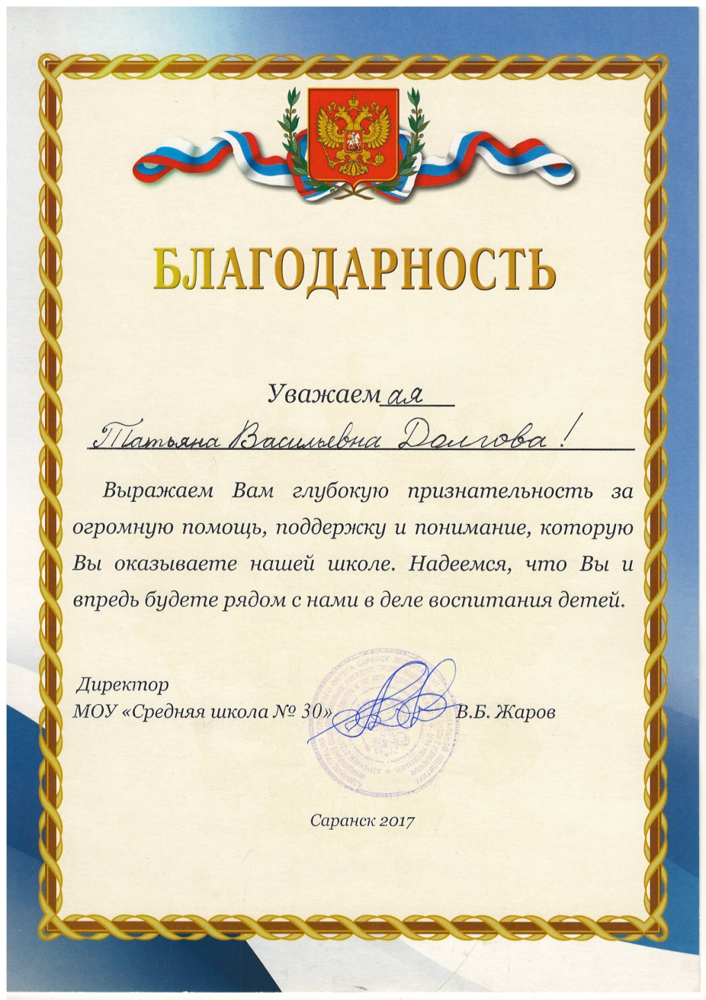 БЛАГОДАРНОСТЬ
Уважаемая
Татьяна Васильевна Долгова!
Выражаем Вам глубокую признательность за
огромную помощь, поддержку и понимание, которую
Вы оказываете нашей школе. Надеемся, что Вы и
впредь будете рядом с нами в деле воспитания детей.
Директор
МОУ «Средняя школа № 30» В.Б. Жаров
Саранск 2017